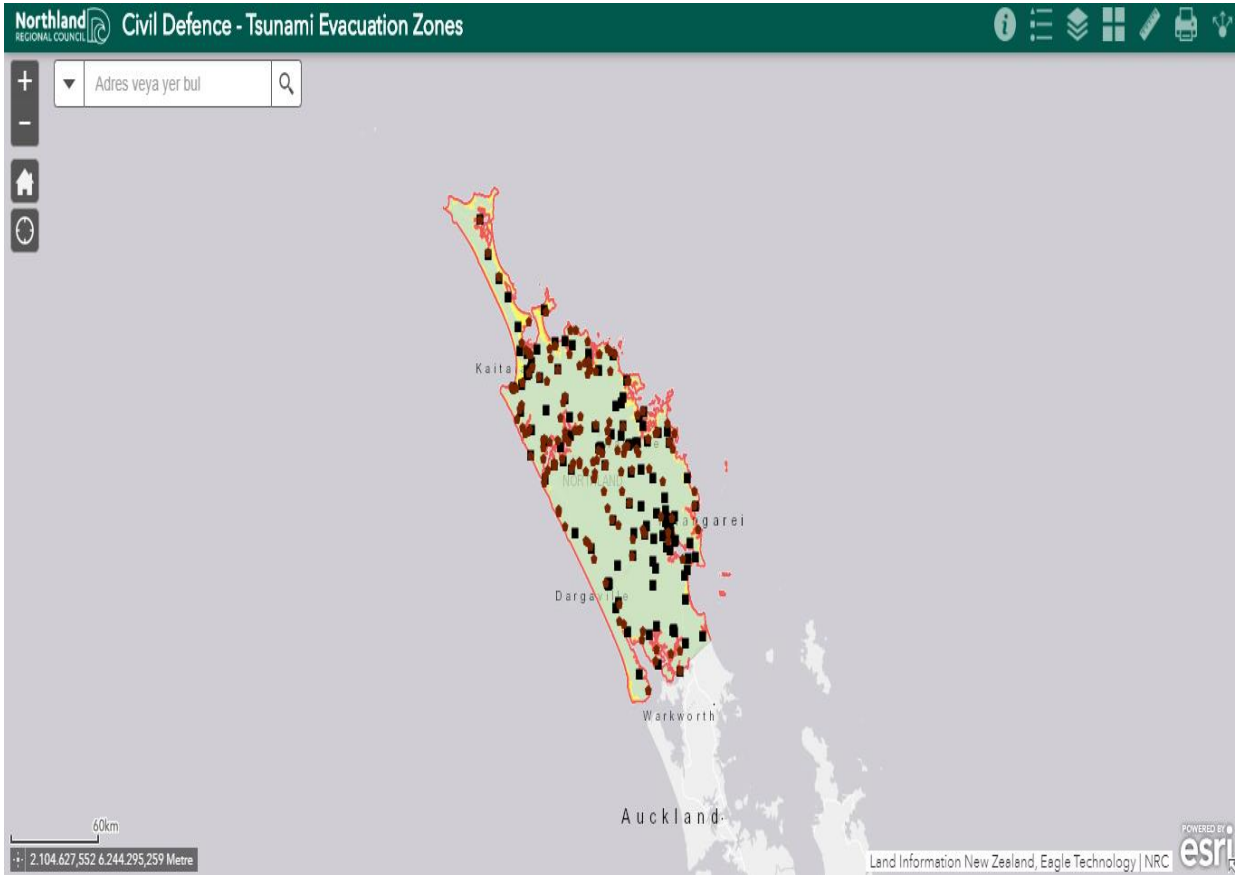 Northland
REGIONAL COUNCIL
Civil Defence - Tsunami Evacuation Zones
Adres veya yer bul
Kaita
NORTHLAND
angarei
Dargaville
Warkworth
Auckland
60km
2.104.627,552 6.244.295,259 Metre
Land Information New Zealand, Eagle Technology | NRC
POWERED BY
esri